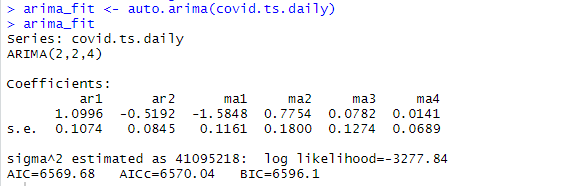 > arima_fit <- auto.arima(covid.ts.daily)
> arima_fit
Series: covid.ts.daily
ARIMA(2,2,4)
Coefficients:
ar1 ar2 ma1 ma2 ma3 ma4
1.0996 -0.5192 -1.5848 0.7754 0.0782 0.0141
s.e. 0.1074 0.0845 0.1161 0.1800 0.1274 0.0689
sigma^2 estimated as 41095218: log likelihood=-3277.84
AIC=6569.68 AICc=6570.04 BIC=6596.1